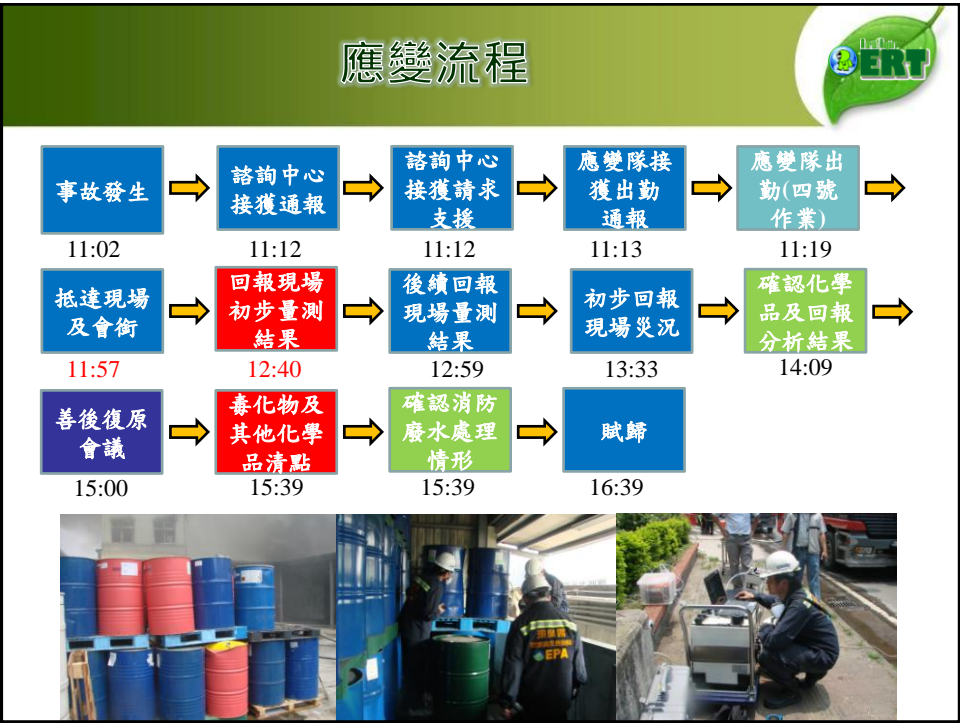 應變流程
ERT
事故發生
11:02
諮詢中心
接獲通報
11:12
諮詢中心
接獲請求
支援
11:12
應變隊接
獲出勤
通報
11:13
應變隊出
勤(四號
作業)
11:19
抵達現場
及會銜
11:57
回報現場
初步量測
結果
12:40
後續回報
現場量測
結果
12:59
初步回報
現場災況
13:33
確認化學
品及回報
分析結果
14:09
善後復原
會議
15:00
毒化物及
其他化學
品清點
15:39
確認消防
廢水處理
情形
15:39
賦歸
16:39
EPA